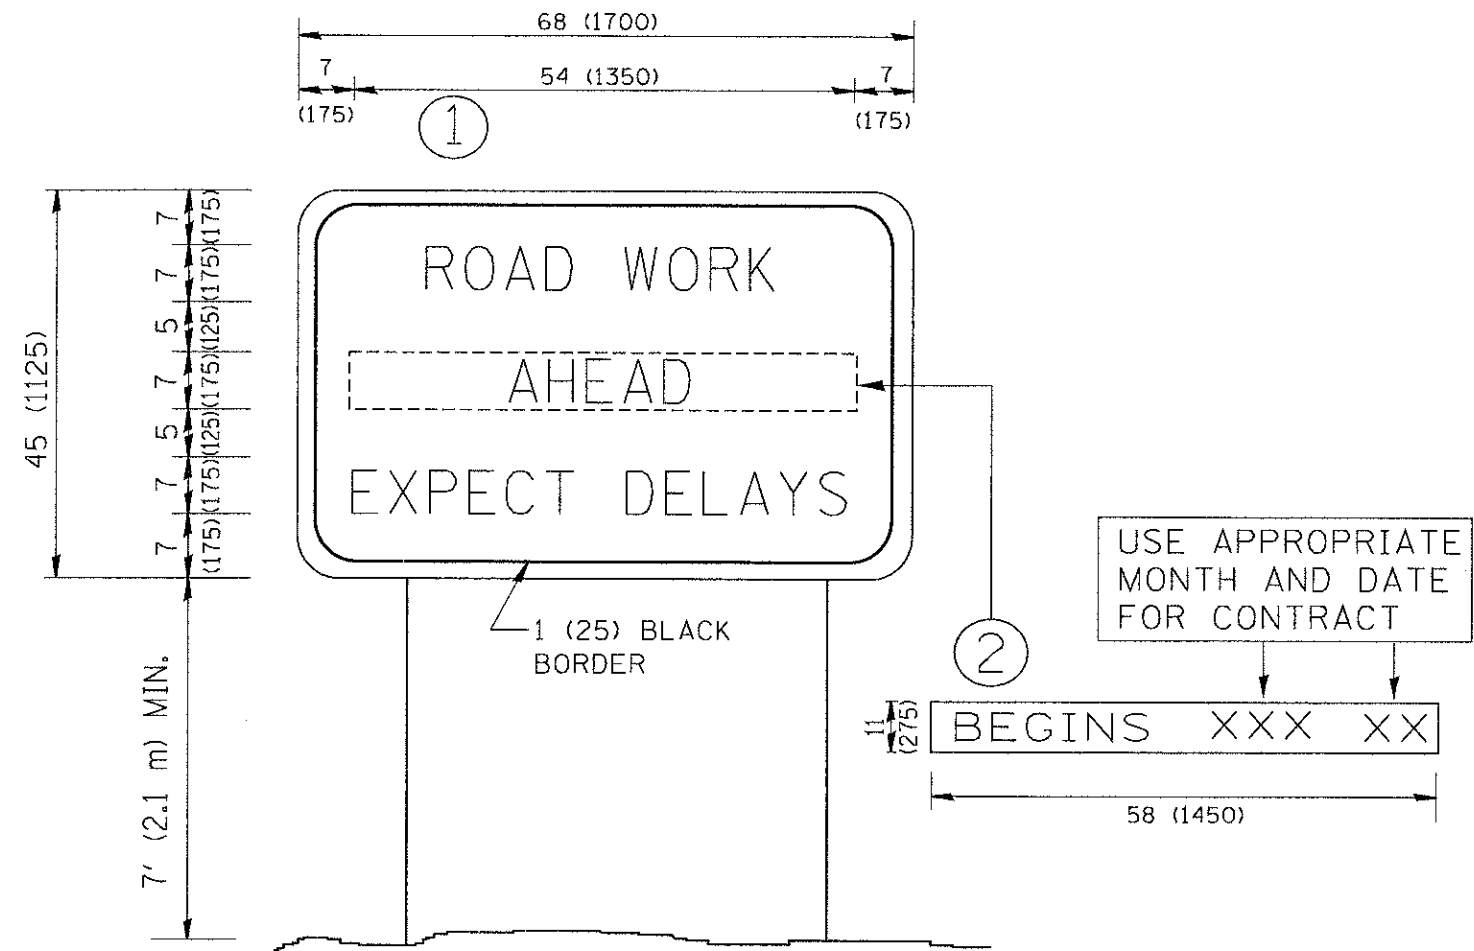 68 (1700)
7
54 (1350)
7
(175)
(175)
1
45 (1125)
7 (175)
7 (175)
5 (125)
7 (175)
5 (125)
7 (175)
7 (175)
ROAD WORK
AHEAD
EXPECT DELAYS
1 (25) BLACK
BORDER
7' (2.1 m) MIN.
USE APPROPRIATE
MONTH AND DATE
FOR CONTRACT
2
11
(275)
BEGINS XXX XX
58 (1450)